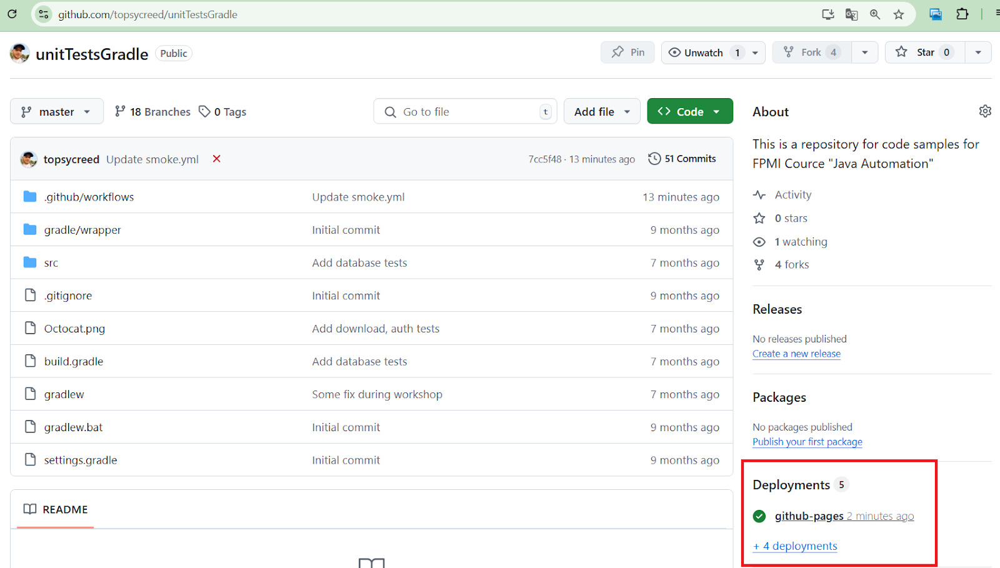 github.com/topsycreed/unitTestsGradle
unitTestsGradle Public
Pin
Unwatch 1
Fork 4
Star 0
master
18 Branches
0 Tags
Go to file t
Add file
<> Code
topsycreed Update smoke.yml
7cc5f48 · 13 minutes ago
51 Commits
.github/workflows Update smoke.yml 13 minutes ago
gradle/wrapper Initial commit 9 months ago
src Add database tests 7 months ago
.gitignore Initial commit 9 months ago
Octocat.png Add download, auth tests 7 months ago
build.gradle Add database tests 7 months ago
gradlew Some fix during workshop 7 months ago
gradlew.bat Initial commit 9 months ago
settings.gradle Initial commit 9 months ago
README
About
This is a repository for code samples for
FPMI Cource "Java Automation"
Activity
0 stars
1 watching
4 forks
Releases
No releases published
Create a new release
Packages
No packages published
Publish your first package
Deployments 5
github-pages 2 minutes ago
+ 4 deployments